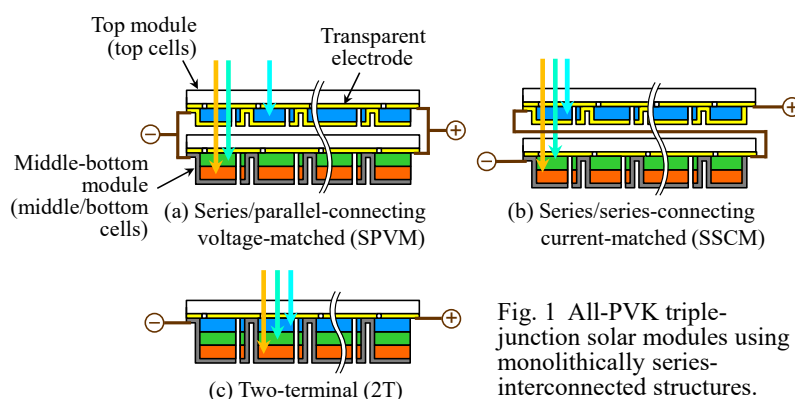 Top module
(top cells)
Transparent
electrode
−
+
Middle-bottom
module
(middle/bottom
cells)
(a) Series/parallel-connecting
voltage-matched (SPVM)
+
−
(b) Series/series-connecting
current-matched (SSCM)
−
+
(c) Two-terminal (2T)
Fig. 1 All-PVK triple-
junction solar modules using
monolithically series-
interconnected structures.